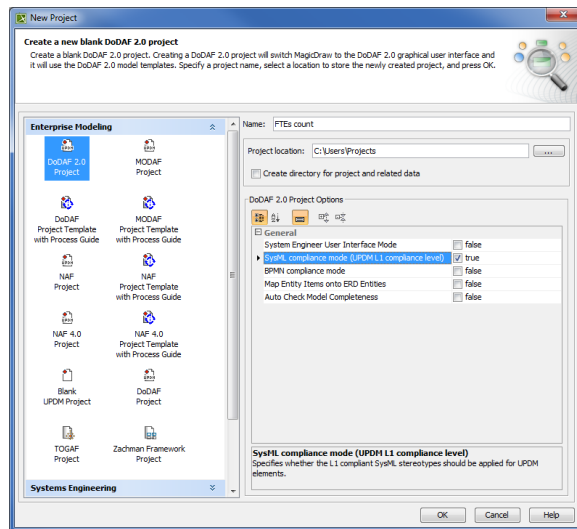 New Project
Create a new blank DoDAF 2.0 project
Create a blank DoDAF 2.0 project. Creating a DoDAF 2.0 project will switch MagicDraw to the DoDAF 2.0 graphical user interface and
it will use the DoDAF 2.0 model templates. Specify a project name, select a location to store the newly created project, and press OK.
Enterprise Modeling
DoDAF 2.0
Project
MODAF
Project
DoDAF
Project Template
with Process Guide
MODAF
Project Template
with Process Guide
NAF
Project
NAF
Project Template
with Process Guide
NAF 4.0
Project
NAF 4.0
Project Template
with Process Guide
Blank
UPDM Project
DoDAF
Project
TOGAF
Project
Zachman Framework
Project
Systems Engineering
Name: FTEs count
Project location: C:\Users\Projects
...
Create directory for project and related data
DoDAF 2.0 Project Options
General
System Engineer User Interface Mode false
SysML compliance mode (UPDM L1 compliance level) true
BPMN compliance mode false
Map Entity Items onto ERD Entities false
Auto Check Model Completeness false
SysML compliance mode (UPDM L1 compliance level)
Specifies whether the L1 compliant SysML stereotypes should be applied for UPDM
elements.
OK Cancel Help